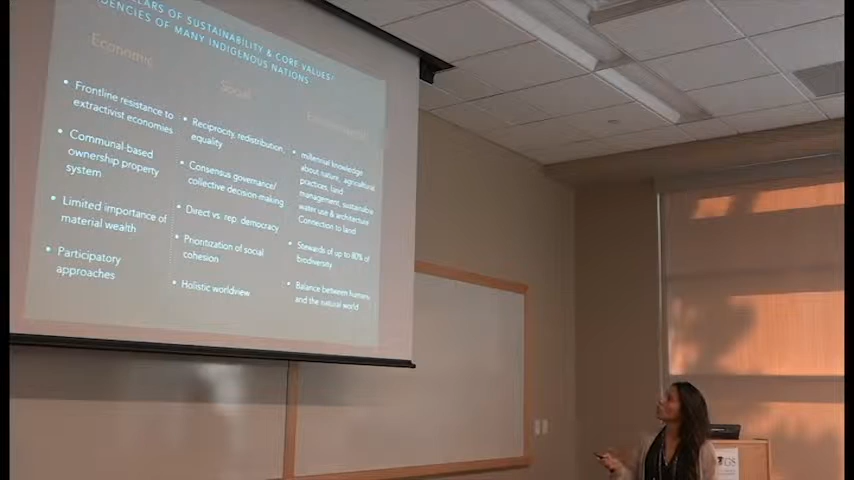 LLARS OF SUSTAINABILITY & CORE VALUES/
DENCIES OF MANY INDIGENOUS NATIONS
Economic
• Frontline resistance to
extractivist economies
• Communal-based
ownership property
system
• Limited importance of
material wealth
• Participatory
approaches
Social
• Reciprocity, redistribution,
equality
• Consensus governance/
collective decision-making
• Direct vs. rep. democracy
• Prioritization of social
cohesion
• Holistic worldview
Environmental
• millennial knowledge
about nature, agricultural
practices, land
management, sustainable
water use & architecture
Connection to land
• Stewards of up to 80% of
biodiversity
• Balance between humans
and the natural world
GS